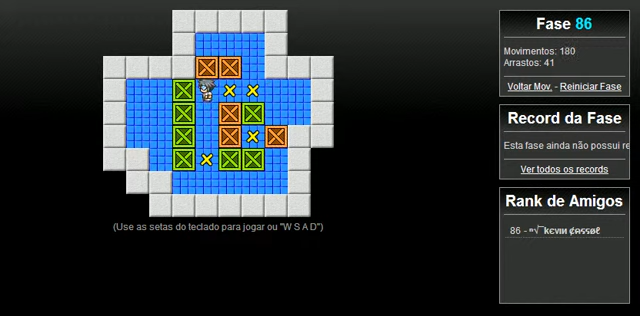 Fase 86
Movimentos: 180
Arrastos: 41
Voltar Mov. - Reiniciar Fase
Record da Fase
Esta fase ainda não possui re
Ver todos os records
Rank de Amigos
86 -
(Use as setas do teclado para jogar ou "W S A D")